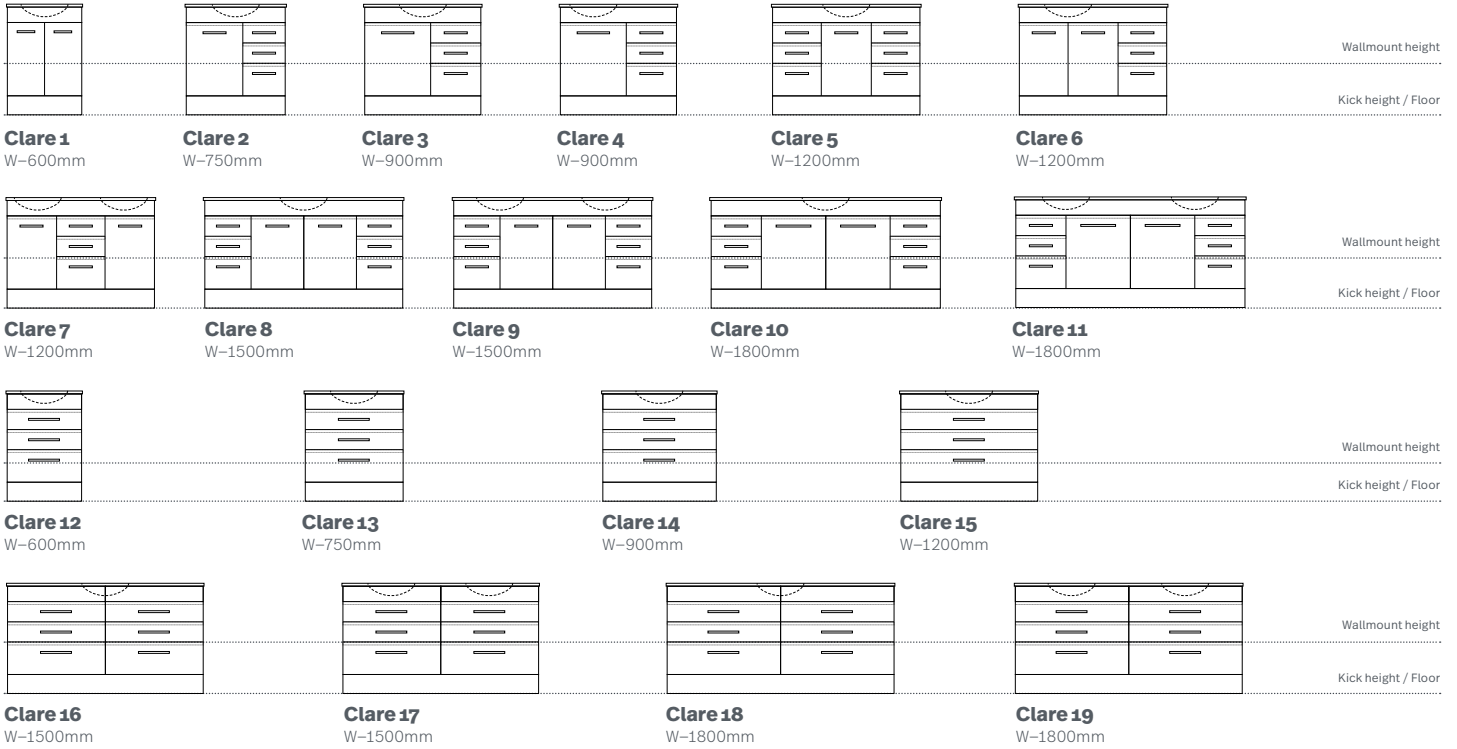 Wallmount height
Kick height / Floor
Clare 1 Clare 2 Clare 3 Clare 4 Clare 5 Clare 6
W–600mm W–750mm W–900mm W–900mm W–1200mm W–1200mm
Wallmount height
Kick height / Floor
Clare 7 Clare 8 Clare 9 Clare 10 Clare 11
W–1200mm W–1500mm W–1500mm W–1800mm W–1800mm
Wallmount height
Kick height / Floor
Clare 12 Clare 13 Clare 14 Clare 15
W–600mm W–750mm W–900mm W–1200mm
Wallmount height
Kick height / Floor
Clare 16 Clare 17 Clare 18 Clare 19
W–1500mm W–1500mm W–1800mm W–1800mm